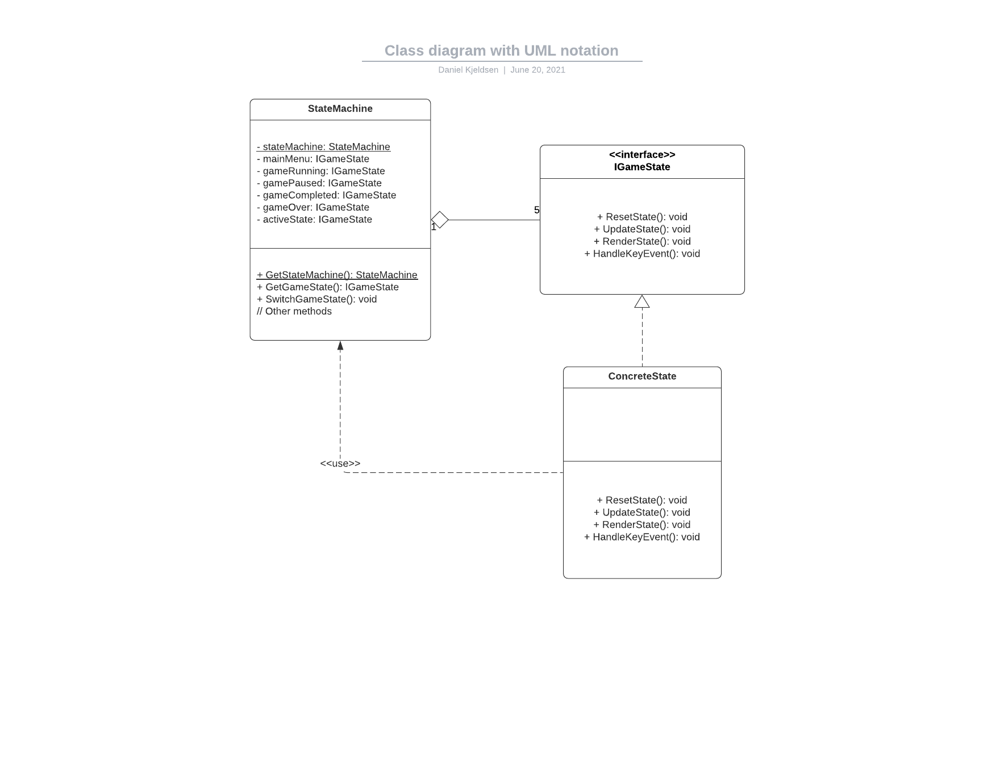 Class diagram with UML notation
Daniel Kjeldsen | June 20, 2021
StateMachine
- stateMachine: StateMachine
- mainMenu: IGameState
- gameRunning: IGameState
- gamePaused: IGameState
- gameCompleted: IGameState
- gameOver: IGameState
- activeState: IGameState
+ GetStateMachine(): StateMachine
+ GetGameState(): IGameState
+ SwitchGameState(): void
// Other methods
1
5
<<interface>>
IGameState
+ ResetState(): void
+ UpdateState(): void
+ RenderState(): void
+ HandleKeyEvent(): void
<<use>>
ConcreteState
+ ResetState(): void
+ UpdateState(): void
+ RenderState(): void
+ HandleKeyEvent(): void